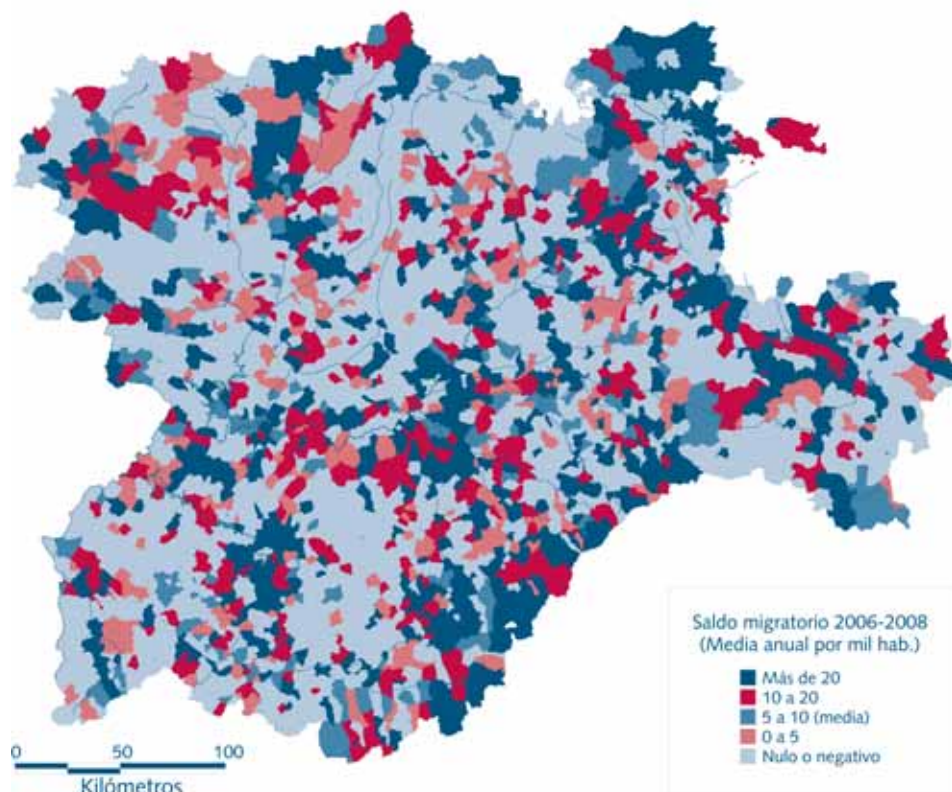 Saldo migratorio 2006-2008
(Media anual por mil hab.)
Más de 20
10 a 20
5 a 10 (media)
0 a 5
Nulo o negativo
0 50 100
Kilómetros